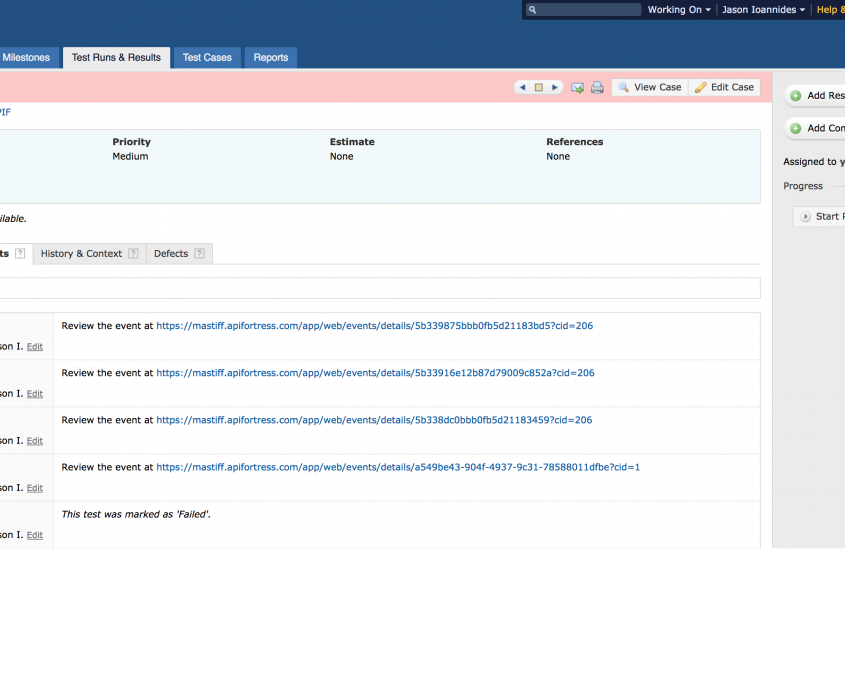 Working On Jason Ioannides Help &
Milestones Test Runs & Results Test Cases Reports
View Case Edit Case
PIF
Priority Estimate References
Medium None None
ilable.
ts ? History & Context ? Defects ?
Review the event at https://mastiff.apifortress.com/app/web/events/details/5b339875bbb0fb5d21183bd5?cid=206
son I. Edit
Review the event at https://mastiff.apifortress.com/app/web/events/details/5b33916e12b87d79009c852a?cid=206
son I. Edit
Review the event at https://mastiff.apifortress.com/app/web/events/details/5b338dc0bbb0fb5d21183459?cid=206
son I. Edit
Review the event at https://mastiff.apifortress.com/app/web/events/details/a549be43-904f-4937-9c31-78588011dfbe?cid=1
son I. Edit
This test was marked as 'Failed'.
son I. Edit
Add Res
Add Con
Assigned to y
Progress
Start P